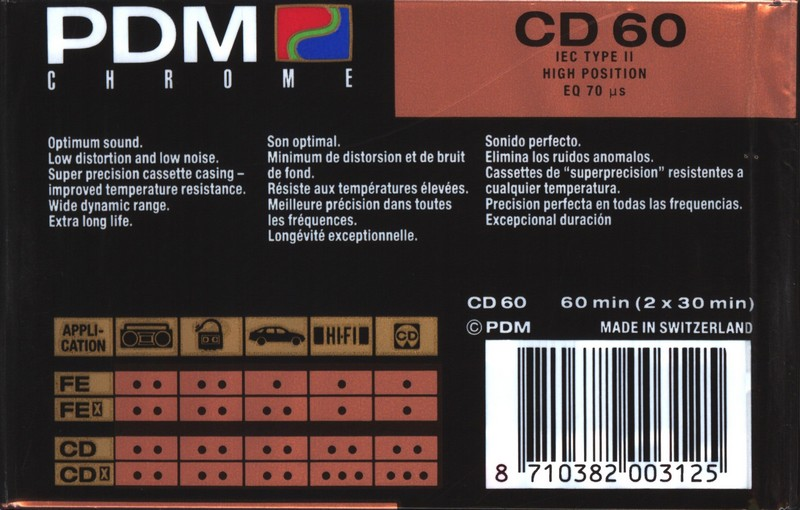 PDM
CHROME
CD 60
IEC TYPE II
HIGH POSITION
EQ 70 µs
Optimum sound.
Low distortion and low noise.
Super precision cassette casing –
improved temperature resistance.
Wide dynamic range.
Extra long life.
Son optimal.
Minimum de distorsion et de bruit
de fond.
Résiste aux températures élevées.
Meilleure précision dans toutes
les fréquences.
Longévité exceptionnelle.
Sonido perfecto.
Elimina los ruidos anomalos.
Cassettes de "superprecision" resistentes a
cualquier temperatura.
Precision perfecta en todas las frequencias.
Excepcional duración
CD 60 60 min (2 x 30 min)
© PDM MADE IN SWITZERLAND
APPLI-
CATION
HI-FI
CD
FE
FEX
CD
CDX
8 710382 003125